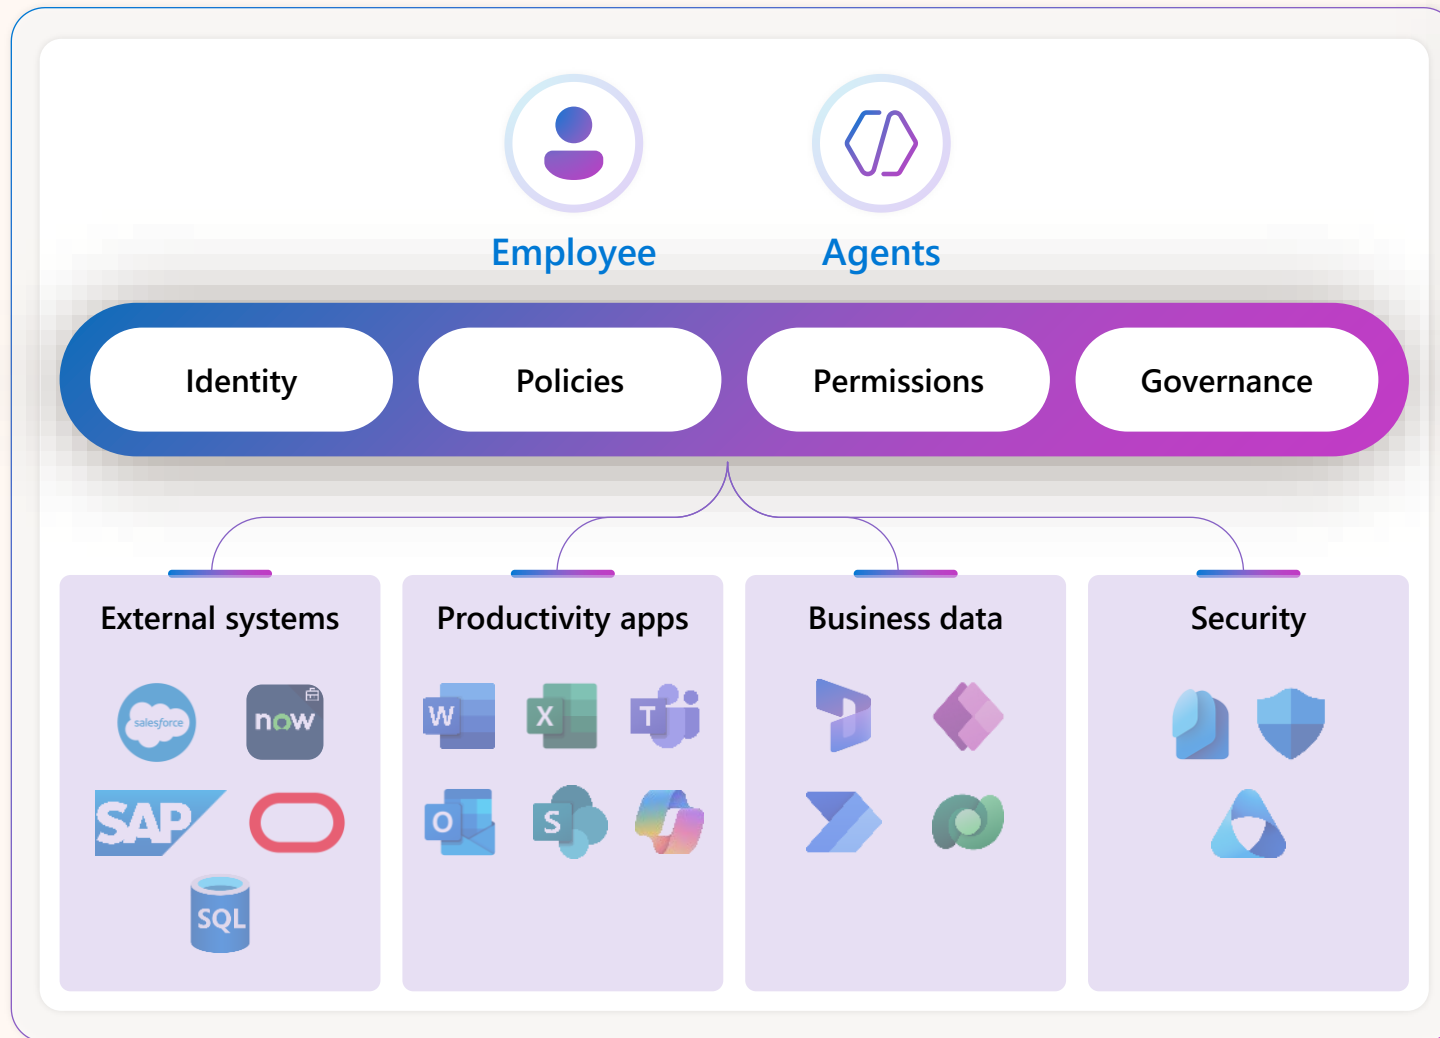 Employee
Agents
Identity
Policies
Permissions
Governance
External systems
Productivity apps
Business data
Security
salesforce
now
W
X
T
SAP
O
S
SQL